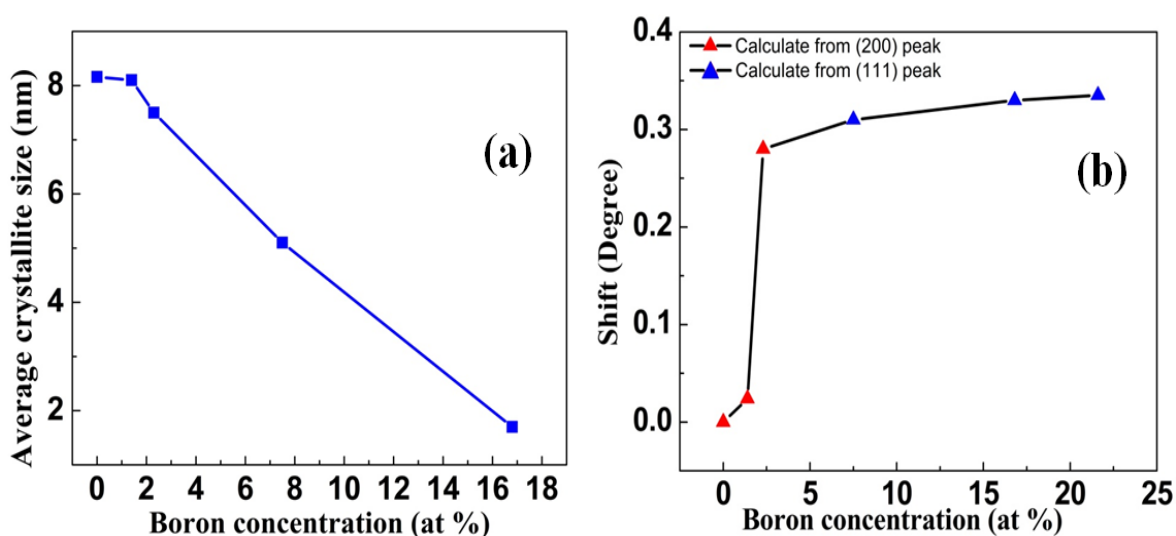 Average crystallite size (nm)
8
6
4
2
(a)
0 2 4 6 8 10 12 14 16 18
Boron concentration (at %)
Shift (Degree)
0.4
0.3
0.2
0.1
0.0
Calculate from (200) peak
Calculate from (111) peak
(b)
0 5 10 15 20 25
Boron concentration (at %)